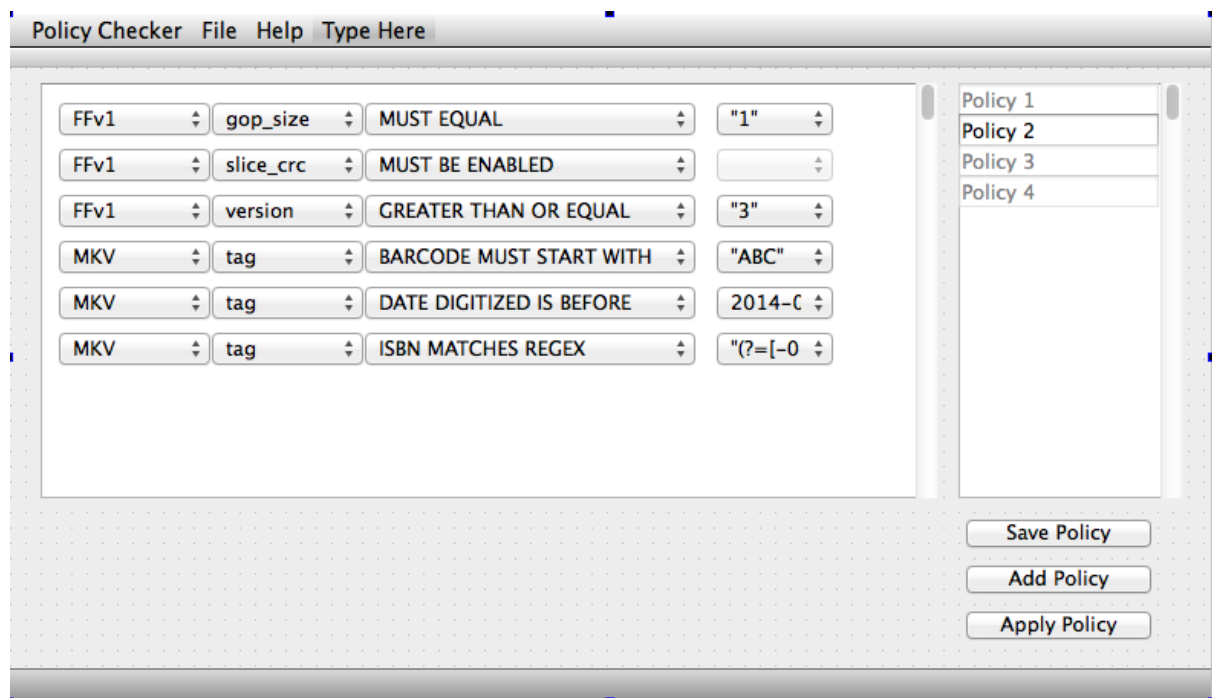 Policy Checker File Help Type Here
FFv1 gop_size MUST EQUAL "1"
FFv1 slice_crc MUST BE ENABLED
FFv1 version GREATER THAN OR EQUAL "3"
MKV tag BARCODE MUST START WITH "ABC"
MKV tag DATE DIGITIZED IS BEFORE 2014-0
MKV tag ISBN MATCHES REGEX "(?=[-0
Policy 1
Policy 2
Policy 3
Policy 4
Save Policy
Add Policy
Apply Policy